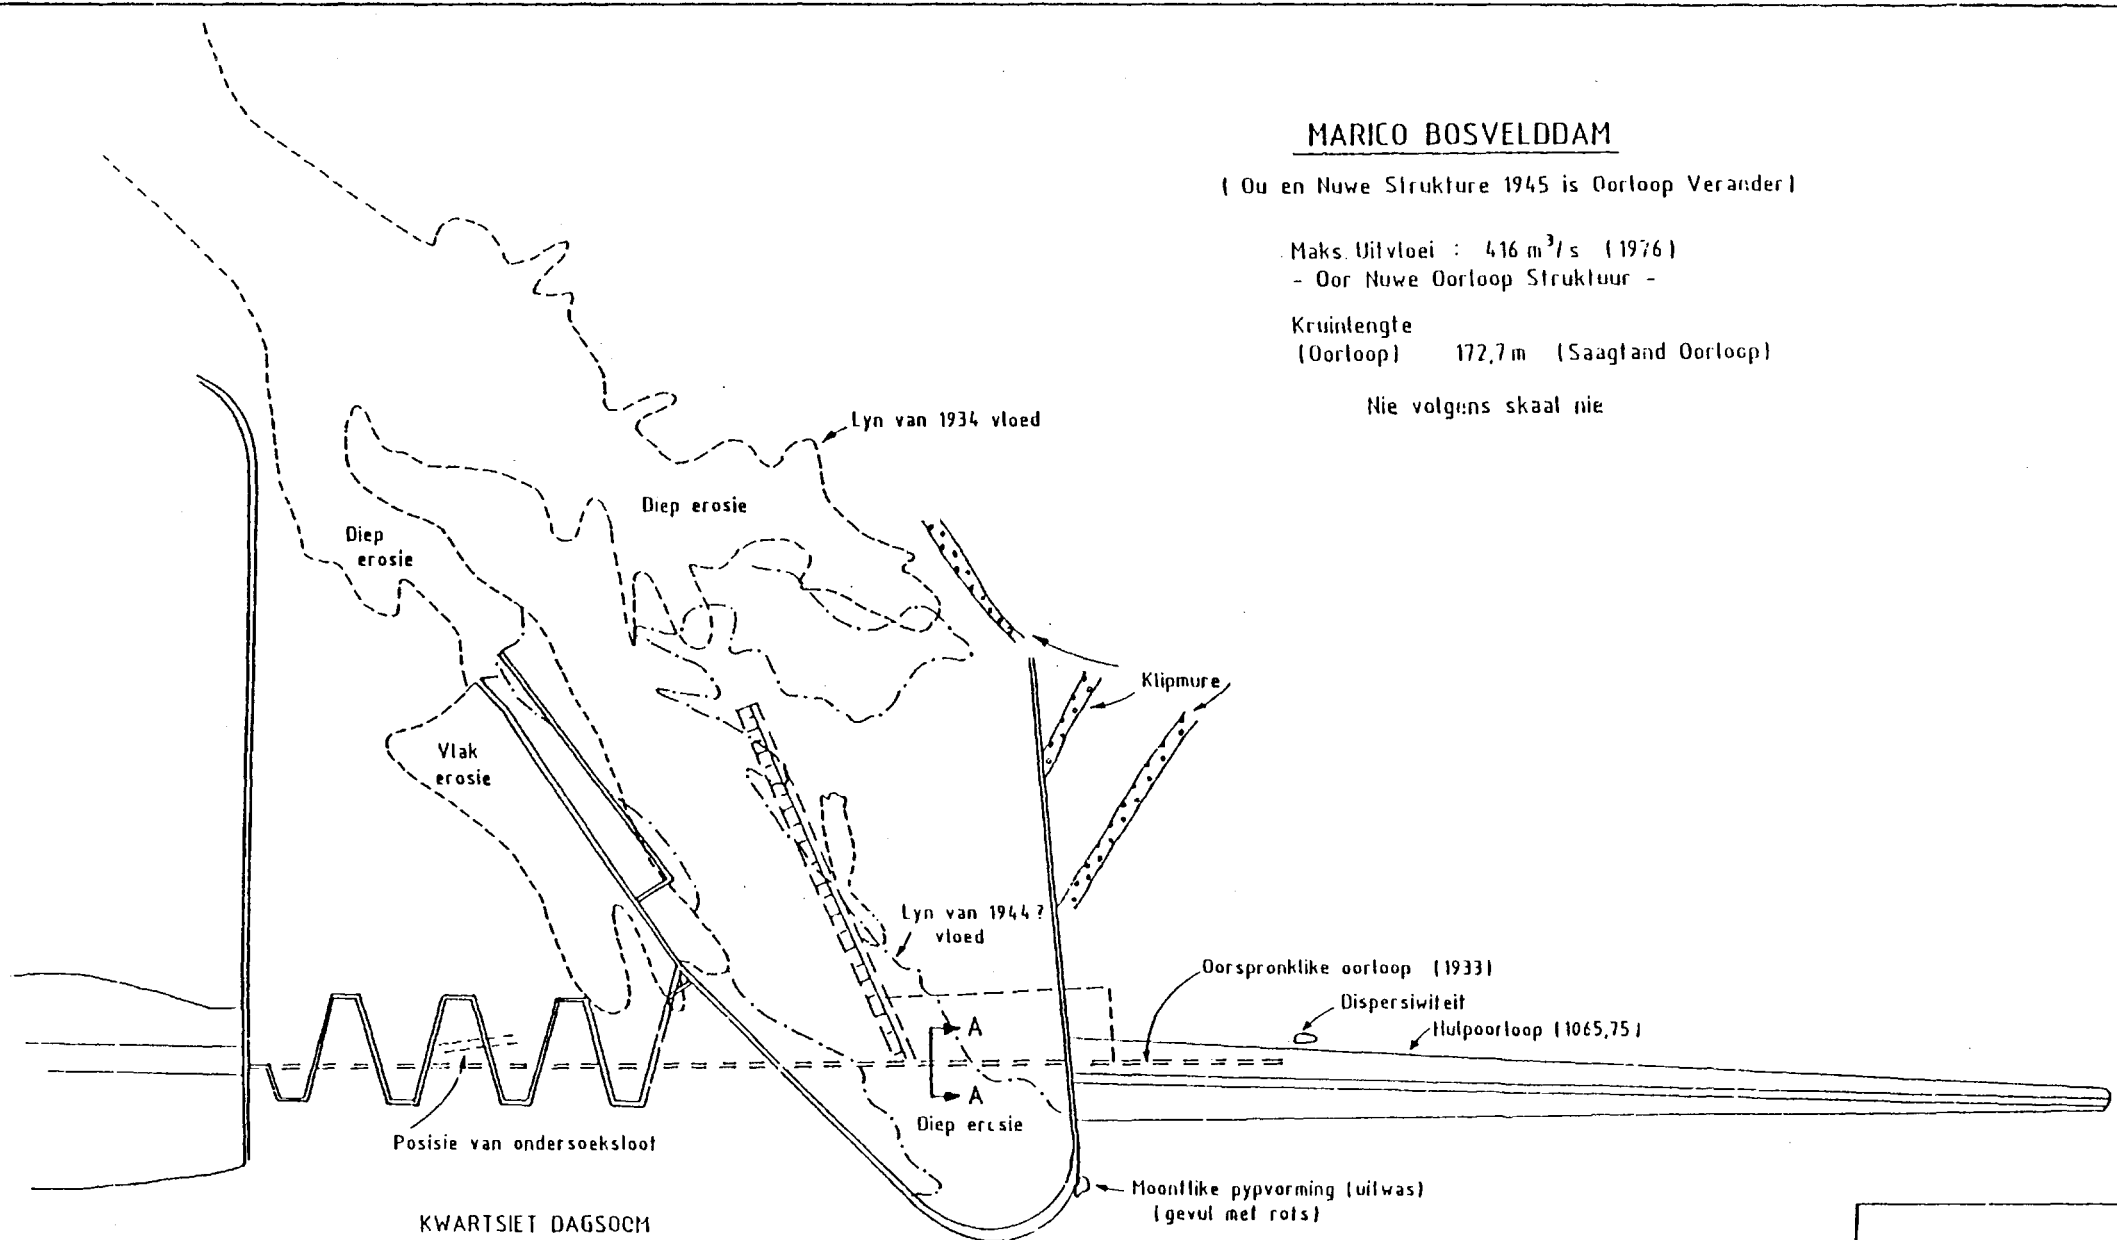 MARICO BOSVELDDAM
( Ou en Nuwe Strukture 1945 is Oorloop Verander)
Maks. Uitvloei : 416 m³/s (1976)
- Oor Nuwe Oorloop Struktuur -
Kruinlengte
(Oorloop) 172,7 m (Saagtand Oorloop)
Nie volgens skaal nie
Lyn van 1934 vloed
Diep erosie
Diep
erosie
Klipmure
Vlak
erosie
Lyn van 1944?
vloed
Oorspronklike oorloop (1933)
Dispersiwiteit
Hulpoorloop (1065,75)
A
A
Diep erosie
Posisie van ondersoeksloot
Moontlike pypvorming (uitwas)
(gevul met rots)
KWARTSIET DAGSOOM